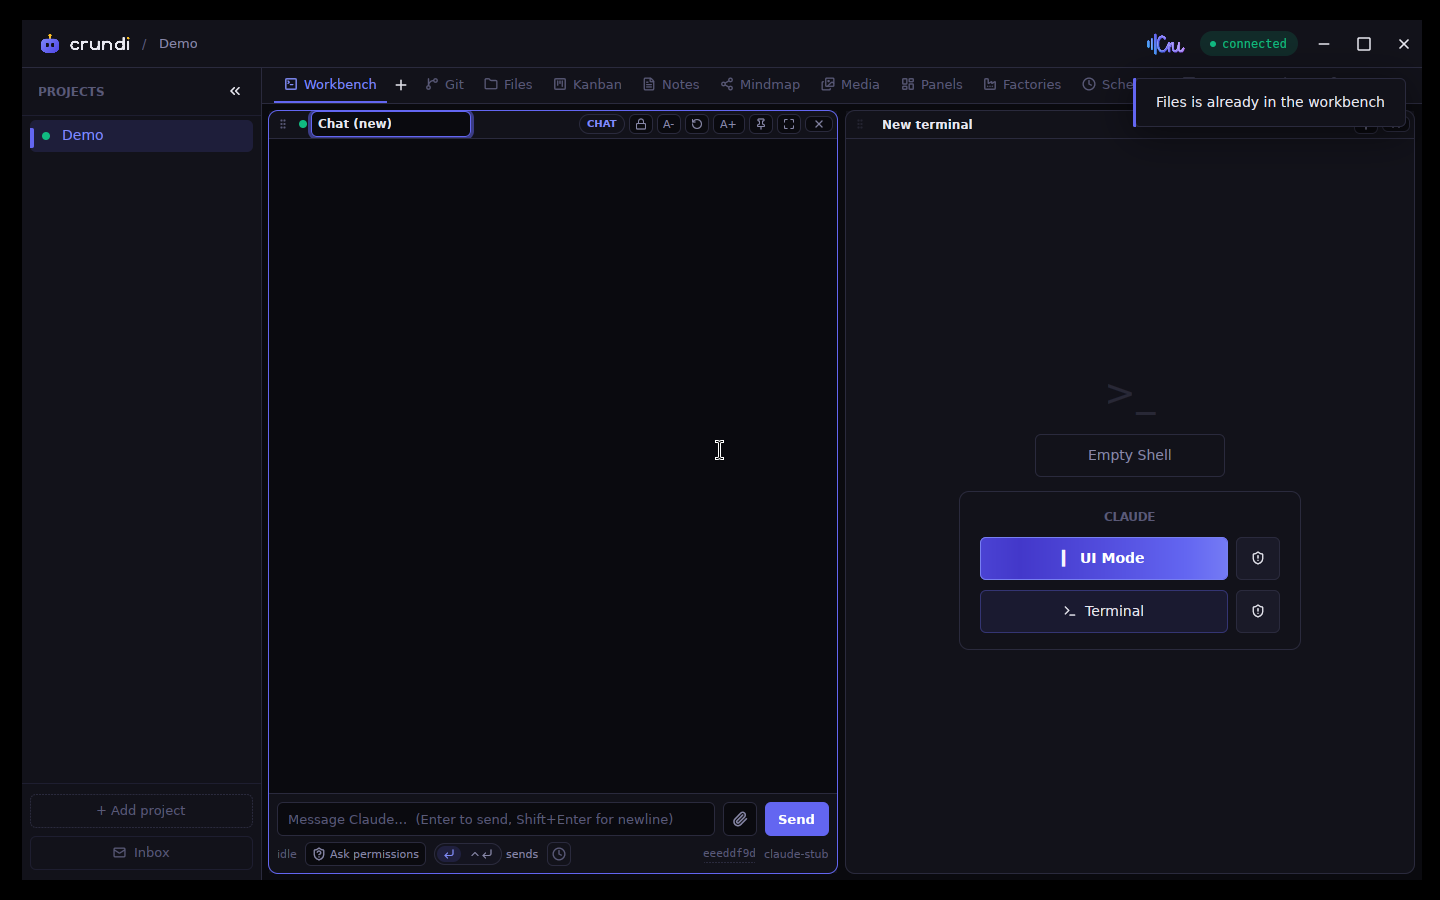 crundi / Demo
Cru
connected
PROJECTS
Demo
+ Add project
Inbox
Workbench
+
Git
Files
Kanban
Notes
Mindmap
Media
Panels
Factories
Sche
Files is already in the workbench
Chat (new)
CHAT
A-
A+
Message Claude... (Enter to send, Shift+Enter for newline)
Send
idle
Ask permissions
sends
eeeddf9d
claude-stub
New terminal
>_
Empty Shell
CLAUDE
UI Mode
Terminal